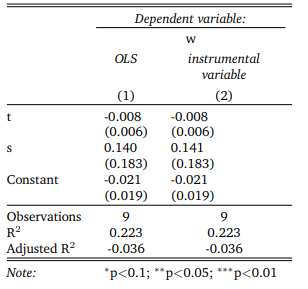 Dependent variable:
w
OLS instrumental
variable
(1) (2)
t -0.008 -0.008
(0.006) (0.006)
s 0.140 0.141
(0.183) (0.183)
Constant -0.021 -0.021
(0.019) (0.019)
Observations 9 9
R² 0.223 0.223
Adjusted R² -0.036 -0.036
Note: *p<0.1; **p<0.05; ***p<0.01